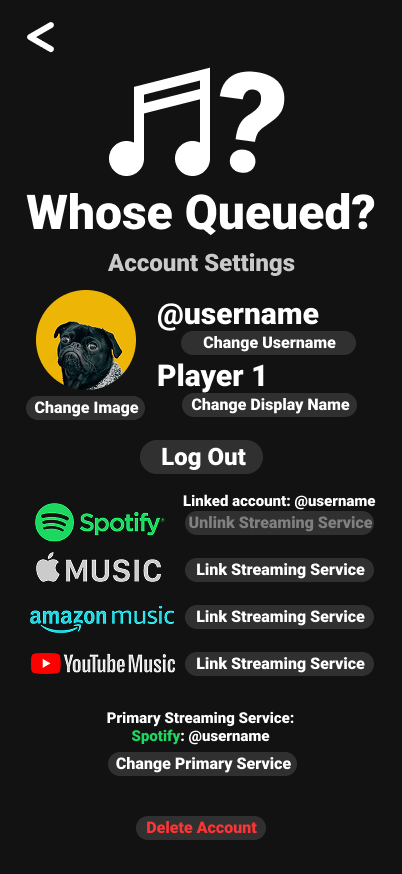 <
?
Whose Queued?
Account Settings
@username
Change Username
Player 1
Change Image
Change Display Name
Log Out
Linked account: @username
Spotify
Unlink Streaming Service
MUSIC
Link Streaming Service
amazon music
Link Streaming Service
YouTube Music
Link Streaming Service
Primary Streaming Service:
Spotify: @username
Change Primary Service
Delete Account